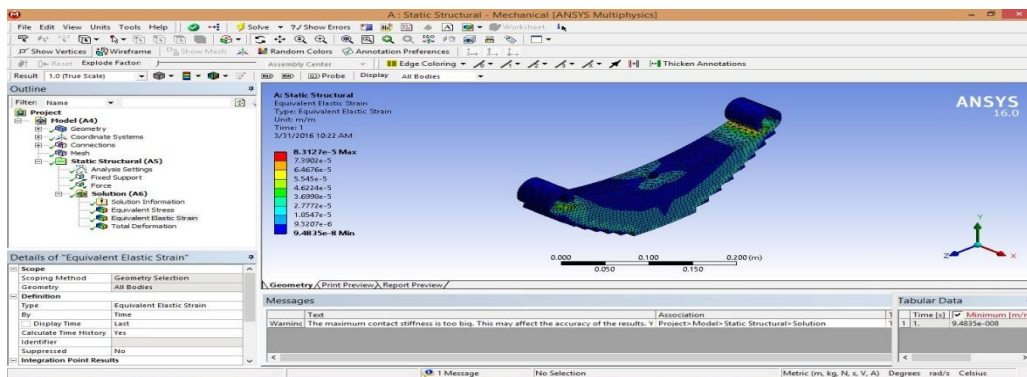 A : Static Structural - Mechanical [ANSYS Multiphysics]
File Edit View Units Tools Help Solve ?/ Show Errors Worksheet
Show Vertices Wireframe Show Mesh Random Colors Annotation Preferences
Reset Explode Factor: Assembly Center Edge Coloring Thicken Annotations
Result 1.0 (True Scale) Probe Display All Bodies
Outline
Filter: Name
Project
Model (A4)
Geometry
Coordinate Systems
Connections
Mesh
Static Structural (A5)
Analysis Settings
Fixed Support
Force
Solution (A6)
Solution Information
Equivalent Stress
Equivalent Elastic Strain
Total Deformation
A: Static Structural
Equivalent Elastic Strain
Type: Equivalent Elastic Strain
Unit: m/m
Time: 1
3/31/2016 10:22 AM
8.3127e-5 Max
7.3902e-5
6.4676e-5
5.545e-5
4.6224e-5
3.6998e-5
2.7772e-5
1.8547e-5
9.3207e-6
9.4835e-8 Min
ANSYS
16.0
0.000 0.100 0.200 (m)
0.050 0.150
Y
Z X
Geometry Print Preview Report Preview
Details of "Equivalent Elastic Strain"
Scope
Scoping Method Geometry Selection
Geometry All Bodies
Definition
Type Equivalent Elastic Strain
By Time
Display Time Last
Calculate Time History Yes
Identifier
Suppressed No
Integration Point Results
Messages
Text Association
Warning The maximum contact stiffness is too big. This may affect the accuracy of the results. Y Project>Model>Static Structural>Solution
Tabular Data
Time [s] Minimum [m/m
1 1. 9.4835e-008
1 Message No Selection Metric (m, kg, N, s, V, A) Degrees rad/s Celsius